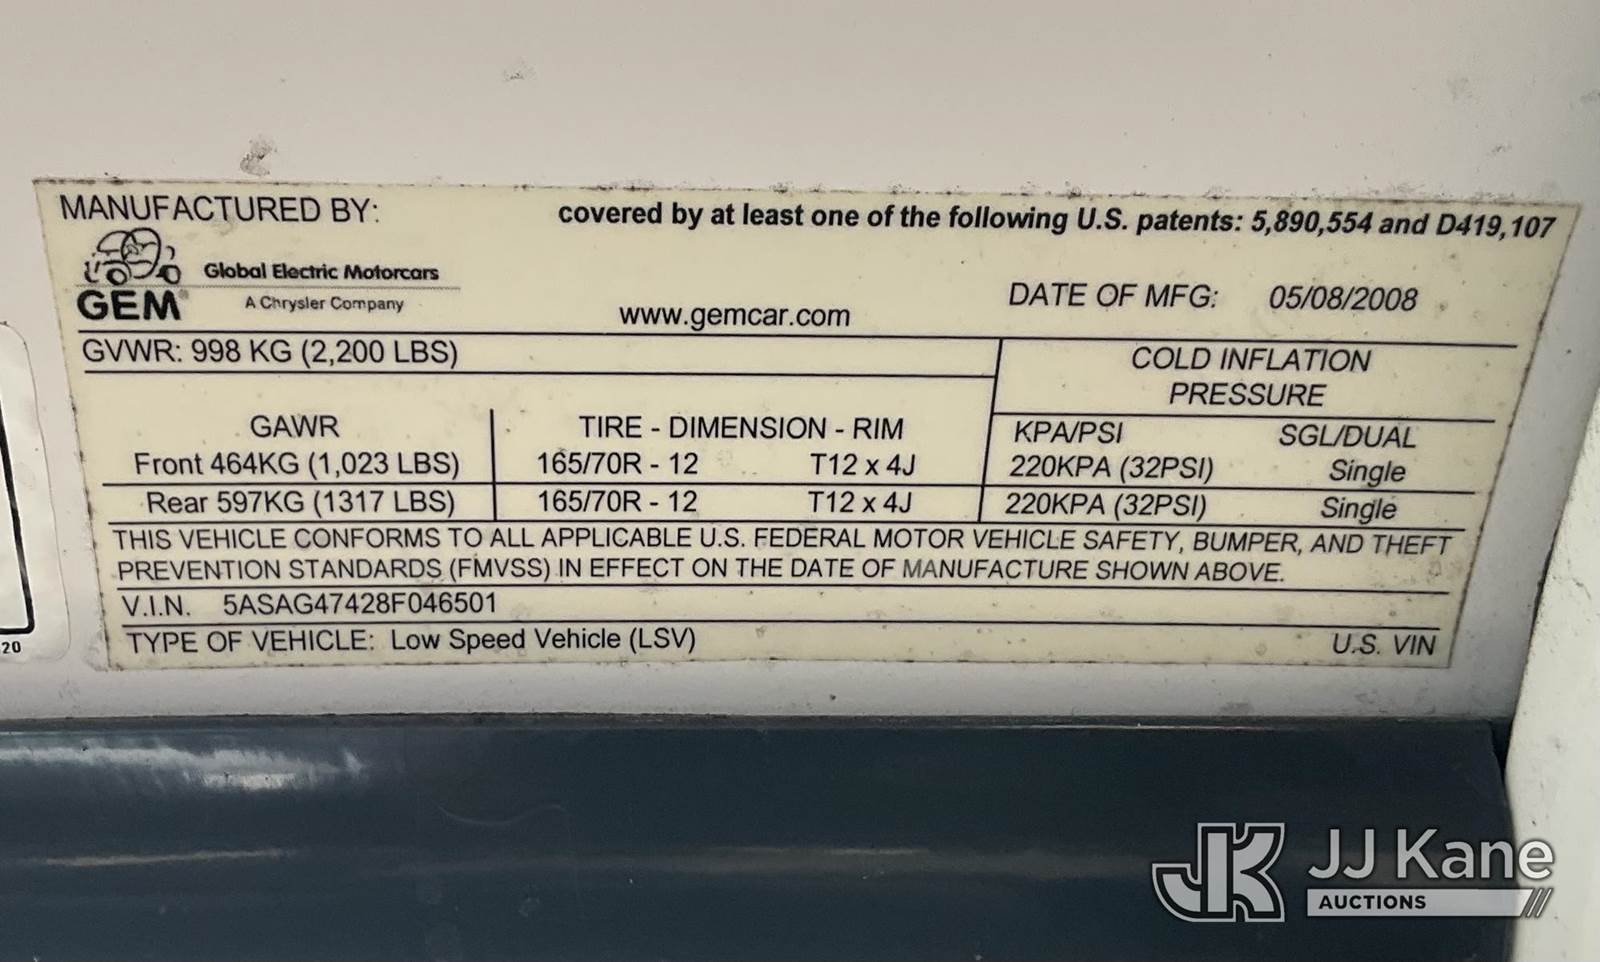 MANUFACTURED BY:
covered by at least one of the following U.S. patents: 5,890,554 and D419,107
GEM®
Global Electric Motorcars
A Chrysler Company
www.gemcar.com
DATE OF MFG: 05/08/2008
GVWR: 998 KG (2,200 LBS)
COLD INFLATION
PRESSURE
GAWR TIRE - DIMENSION - RIM KPA/PSI SGL/DUAL
Front 464KG (1,023 LBS) 165/70R - 12 T12 x 4J 220KPA (32PSI) Single
Rear 597KG (1317 LBS) 165/70R - 12 T12 x 4J 220KPA (32PSI) Single
THIS VEHICLE CONFORMS TO ALL APPLICABLE U.S. FEDERAL MOTOR VEHICLE SAFETY, BUMPER, AND THEFT
PREVENTION STANDARDS (FMVSS) IN EFFECT ON THE DATE OF MANUFACTURE SHOWN ABOVE.
V.I.N. 5ASAG47428F046501
TYPE OF VEHICLE: Low Speed Vehicle (LSV) U.S. VIN
20
JK JJ Kane
AUCTIONS